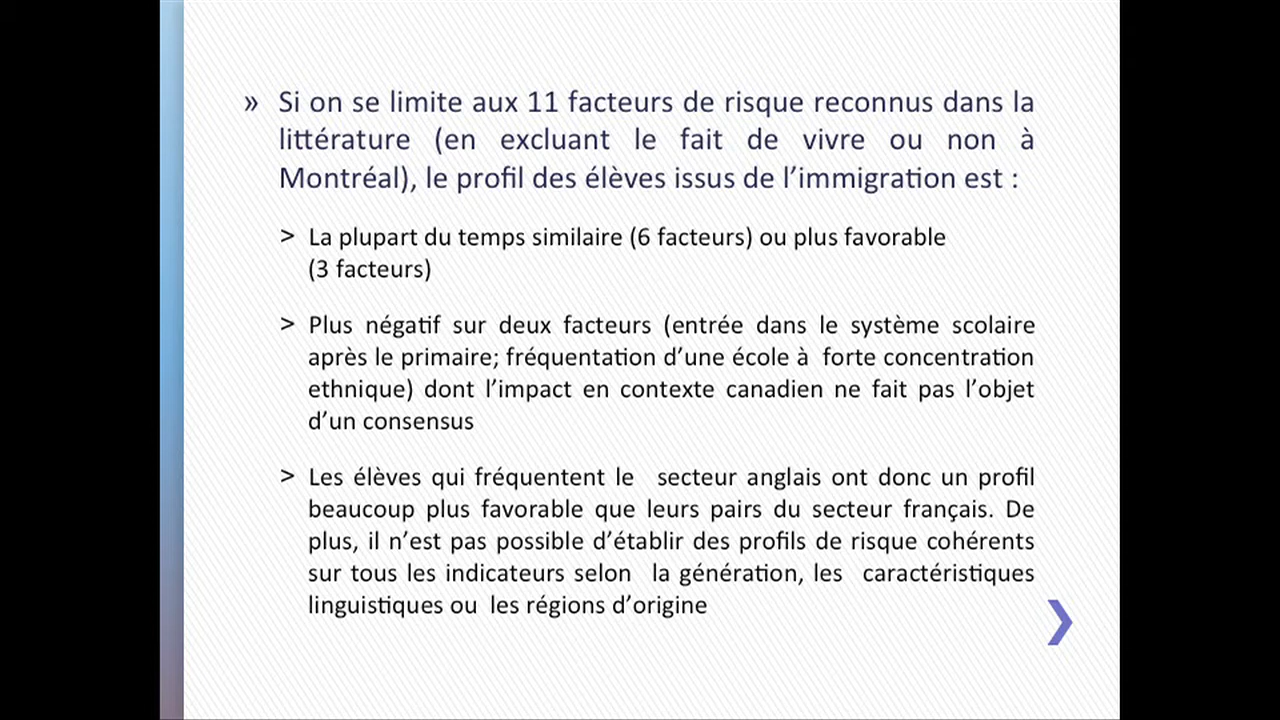 » Si on se limite aux 11 facteurs de risque reconnus dans la
littérature (en excluant le fait de vivre ou non à
Montréal), le profil des élèves issus de l’immigration est :
> La plupart du temps similaire (6 facteurs) ou plus favorable
(3 facteurs)
> Plus négatif sur deux facteurs (entrée dans le système scolaire
après le primaire; fréquentation d’une école à forte concentration
ethnique) dont l’impact en contexte canadien ne fait pas l’objet
d’un consensus
> Les élèves qui fréquentent le secteur anglais ont donc un profil
beaucoup plus favorable que leurs pairs du secteur français. De
plus, il n’est pas possible d’établir des profils de risque cohérents
sur tous les indicateurs selon la génération, les caractéristiques
linguistiques ou les régions d’origine